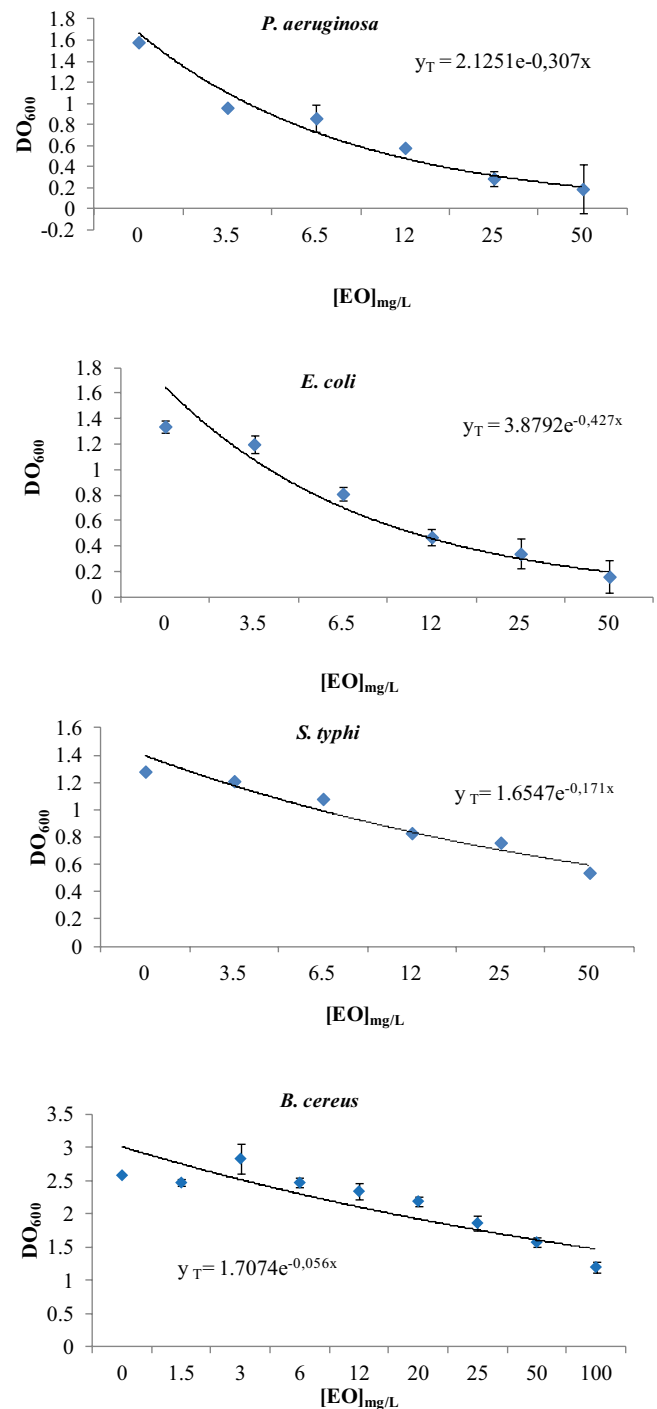 P. aeruginosa
1.8
1.6
1.4
1.2
1
0.8
0.6
0.4
0.2
0
-0.2
DO600
yT = 2.1251e-0,307x
0 3.5 6.5 12 25 50
[EO]mg/L
E. coli
1.8
1.6
1.4
1.2
1
0.8
0.6
0.4
0.2
0
DO600
yT = 3.8792e-0,427x
0 3.5 6.5 12 25 50
[EO]mg/L
S. typhi
1.6
1.4
1.2
1
0.8
0.6
0.4
0.2
0
DO600
y T = 1.6547e-0,171x
0 3.5 6.5 12 25 50
[EO]mg/L
B. cereus
3.5
3
2.5
2
1.5
1
0.5
0
DO600
y T = 1.7074e-0,056x
0 1.5 3 6 12 20 25 50 100
[EO]mg/L